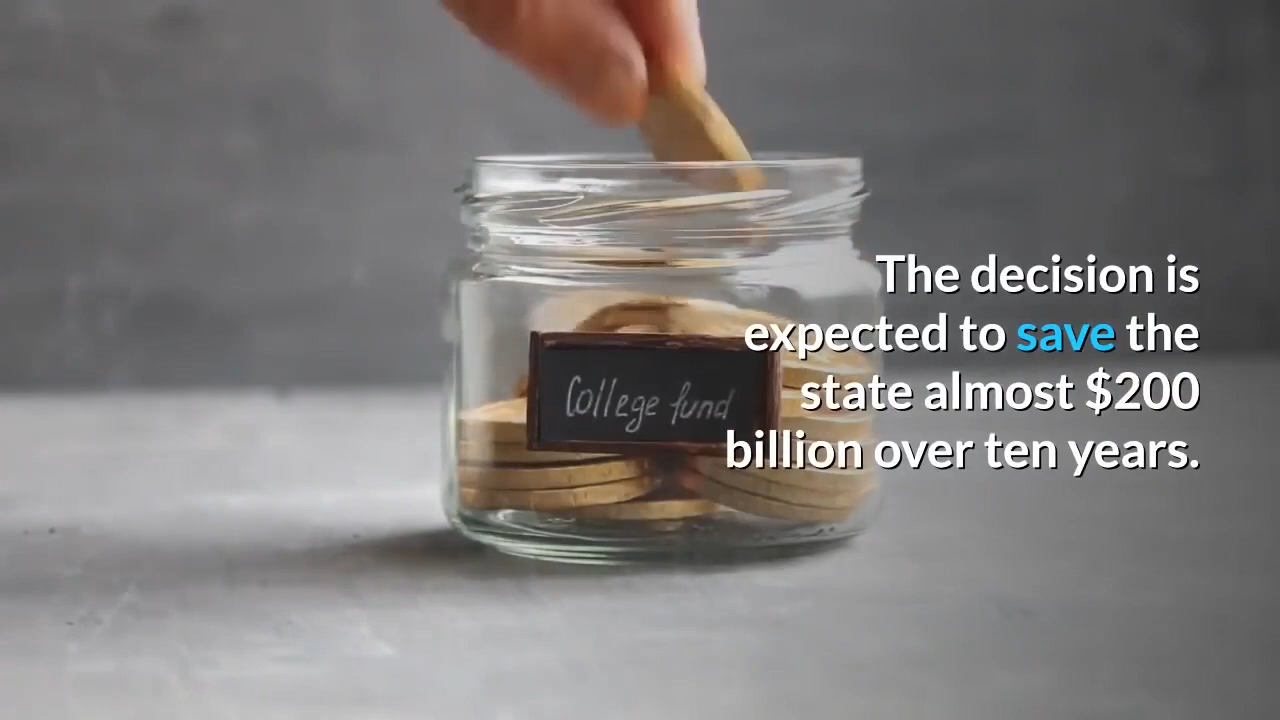 College fund
The decision is
expected to save the
state almost $200
billion over ten years.